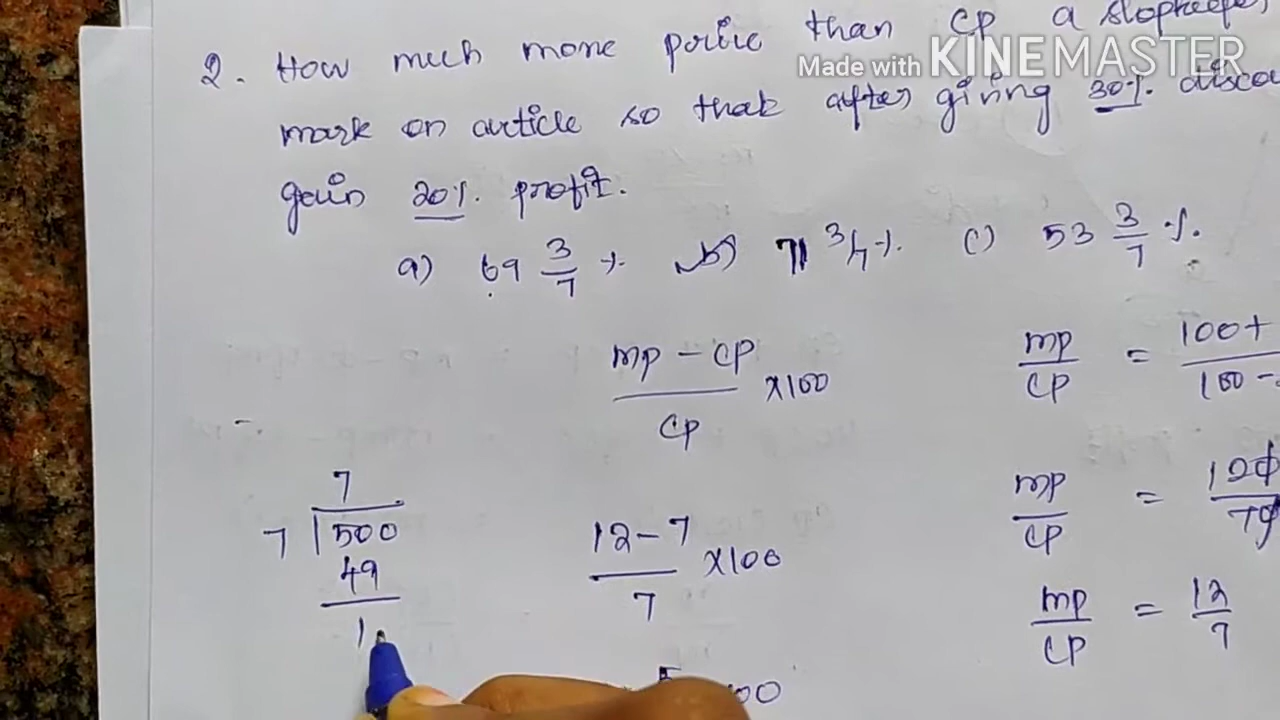 Made with KINEMASTER
2. How much more price than CP a shopkeeper
mark on article so that after giving 30%. disco
gain 20%. profit.
a) 69 3/7 % b) 71 3/7 %. c) 53 3/7 %.
mp - CP / CP x100
mp / CP = 100+ / 100-
7
7 500
49
1
12-7 / 7 x100
mp / CP = 120 / 70
mp / CP = 12 / 7